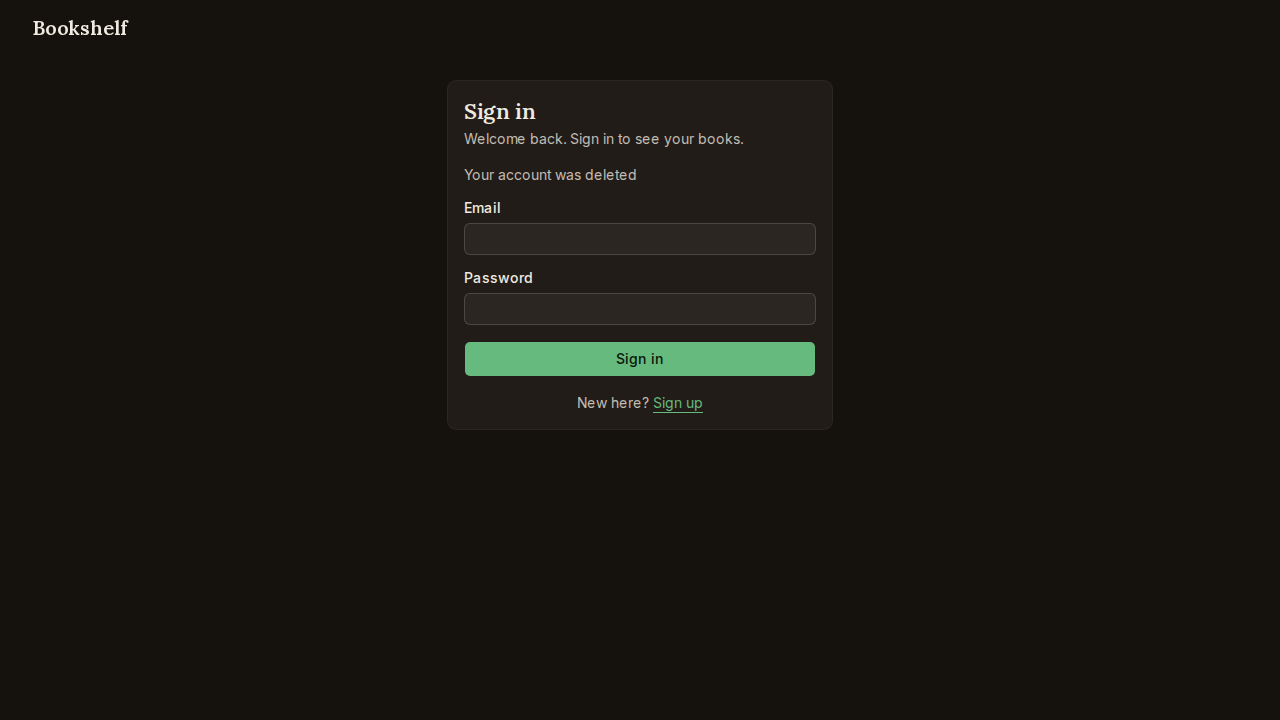 Bookshelf
Sign in
Welcome back. Sign in to see your books.
Your account was deleted
Email
Password
Sign in
New here? Sign up